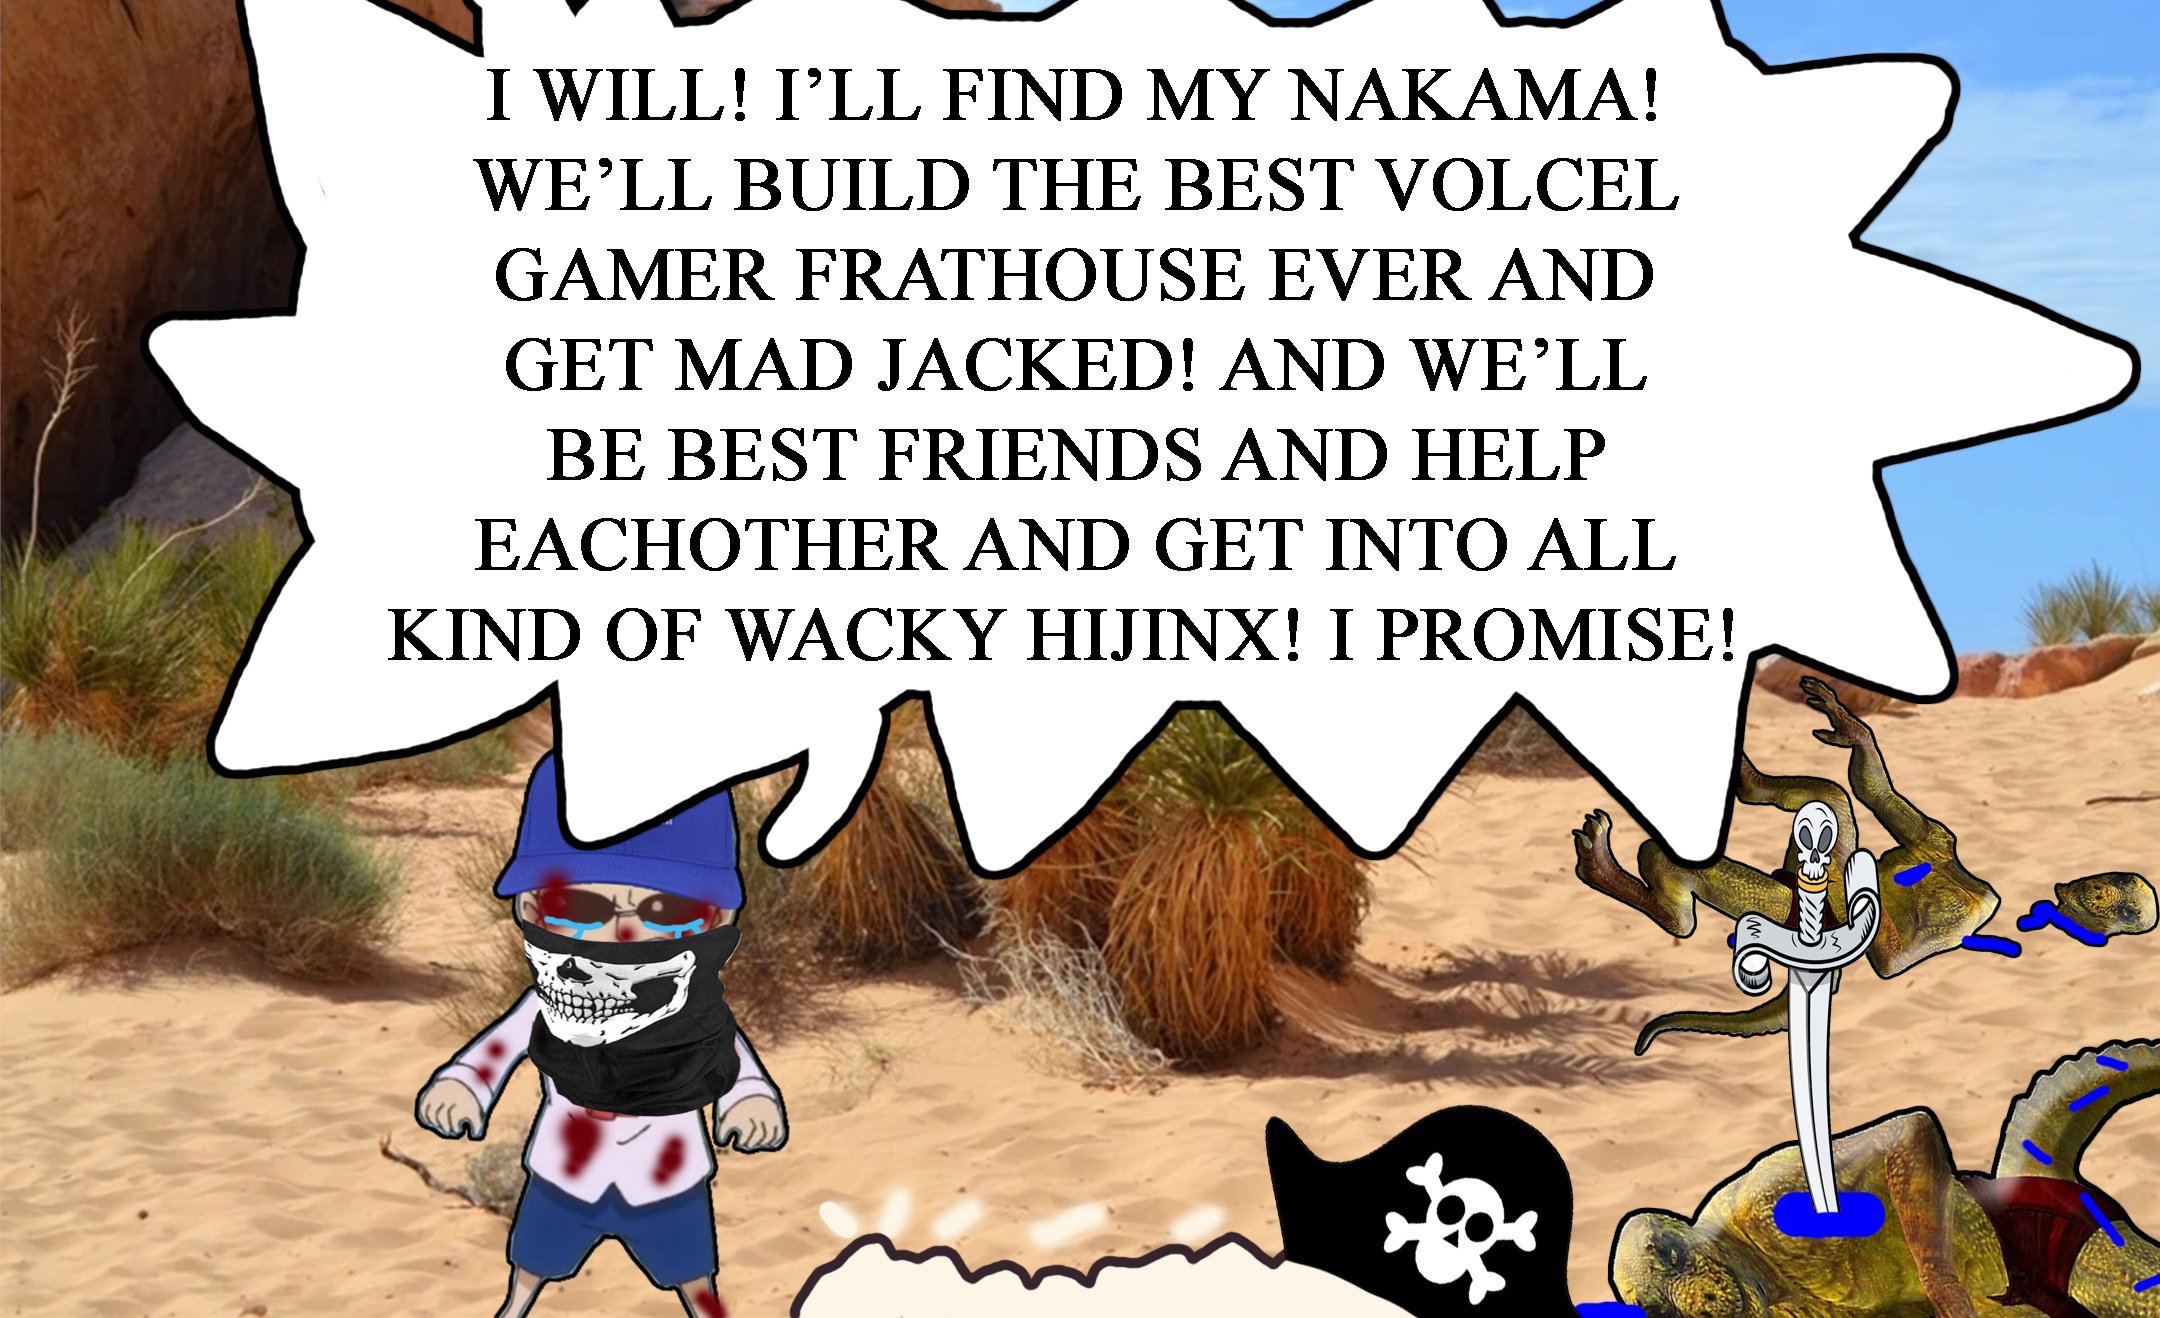 I WILL! I’LL FIND MY NAKAMA!
WE’LL BUILD THE BEST VOLCEL
GAMER FRATHOUSE EVER AND
GET MAD JACKED! AND WE’LL
BE BEST FRIENDS AND HELP
EACHOTHER AND GET INTO ALL
KIND OF WACKY HIJINX! I PROMISE!